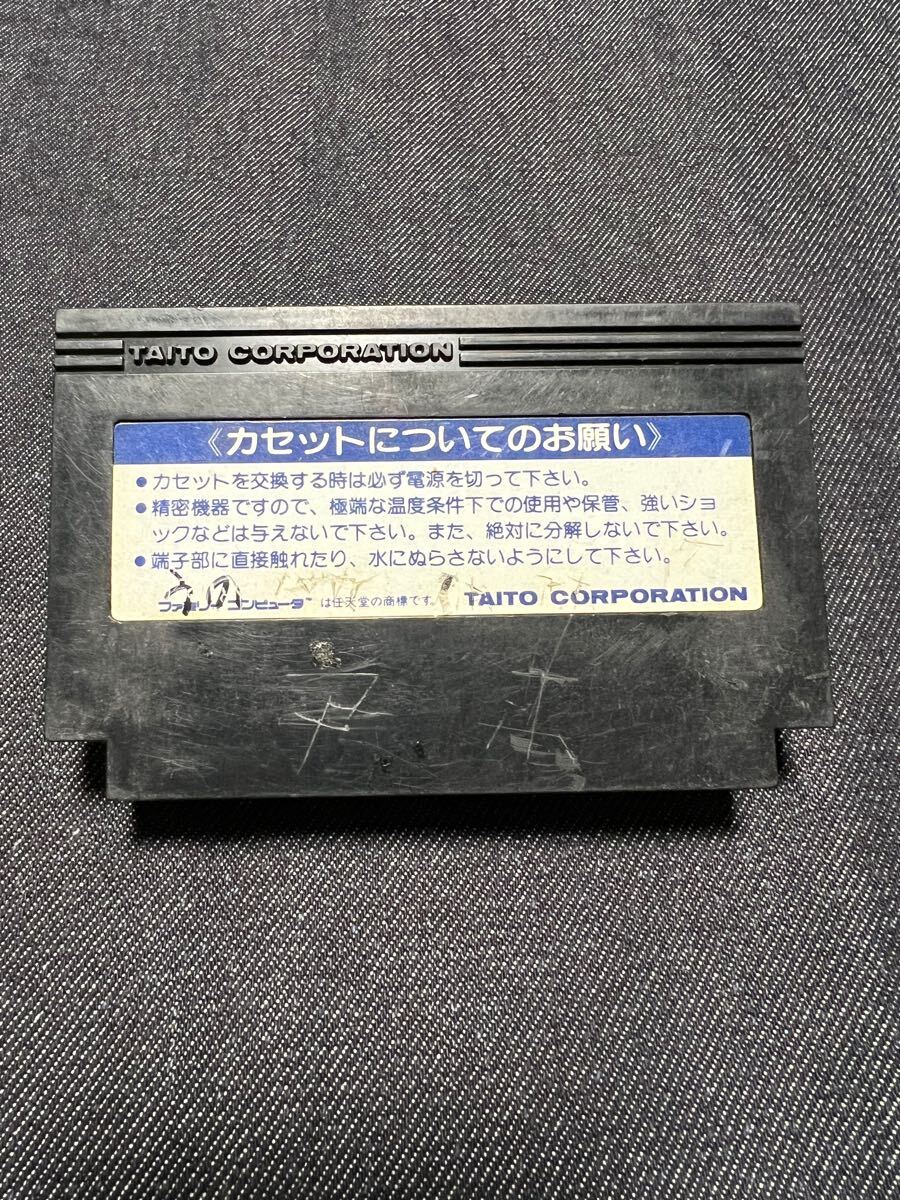 TAITO CORPORATION
《カセットについてのお願い》
●カセットを交換する時は必ず電源を切って下さい。
●精密機器ですので、極端な温度条件下での使用や保管、強いショ
ックなどは与えないで下さい。また、絶対に分解しないで下さい。
●端子部に直接触れたり、水にぬらさないようにして下さい。
ファミリーコンピュータ™は任天堂の商標です。 TAITO CORPORATION